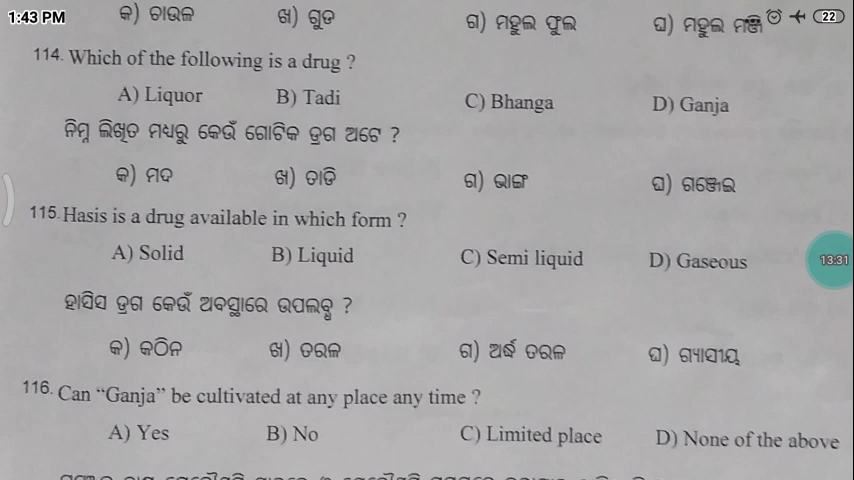 1:43 PM
22
କ) ଚାଉଳ ଖ) ଗୁଡ ଗ) ମହୁଲ ଫୁଲ ଘ) ମହୁଲ ମଞ୍ଜି
114. Which of the following is a drug ?
A) Liquor B) Tadi C) Bhanga D) Ganja
ନିମ୍ନ ଲିଖିତ ମଧ୍ୟରୁ କେଉଁ ଗୋଟିକ ଡ୍ରଗ ଅଟେ ?
କ) ମଦ ଖ) ତାଡି ଗ) ଭାଙ୍ଗ ଘ) ଗଞ୍ଜେଇ
115. Hasis is a drug available in which form ?
A) Solid B) Liquid C) Semi liquid D) Gaseous
13:31
ହାସିସ ଡ୍ରଗ କେଉଁ ଅବସ୍ଥାରେ ଉପଲବ୍ଧ ?
କ) କଠିନ ଖ) ତରଳ ଗ) ଅର୍ଦ୍ଧ ତରଳ ଘ) ଗ୍ୟାସୀୟ
116. Can “Ganja” be cultivated at any place any time ?
A) Yes B) No C) Limited place D) None of the above